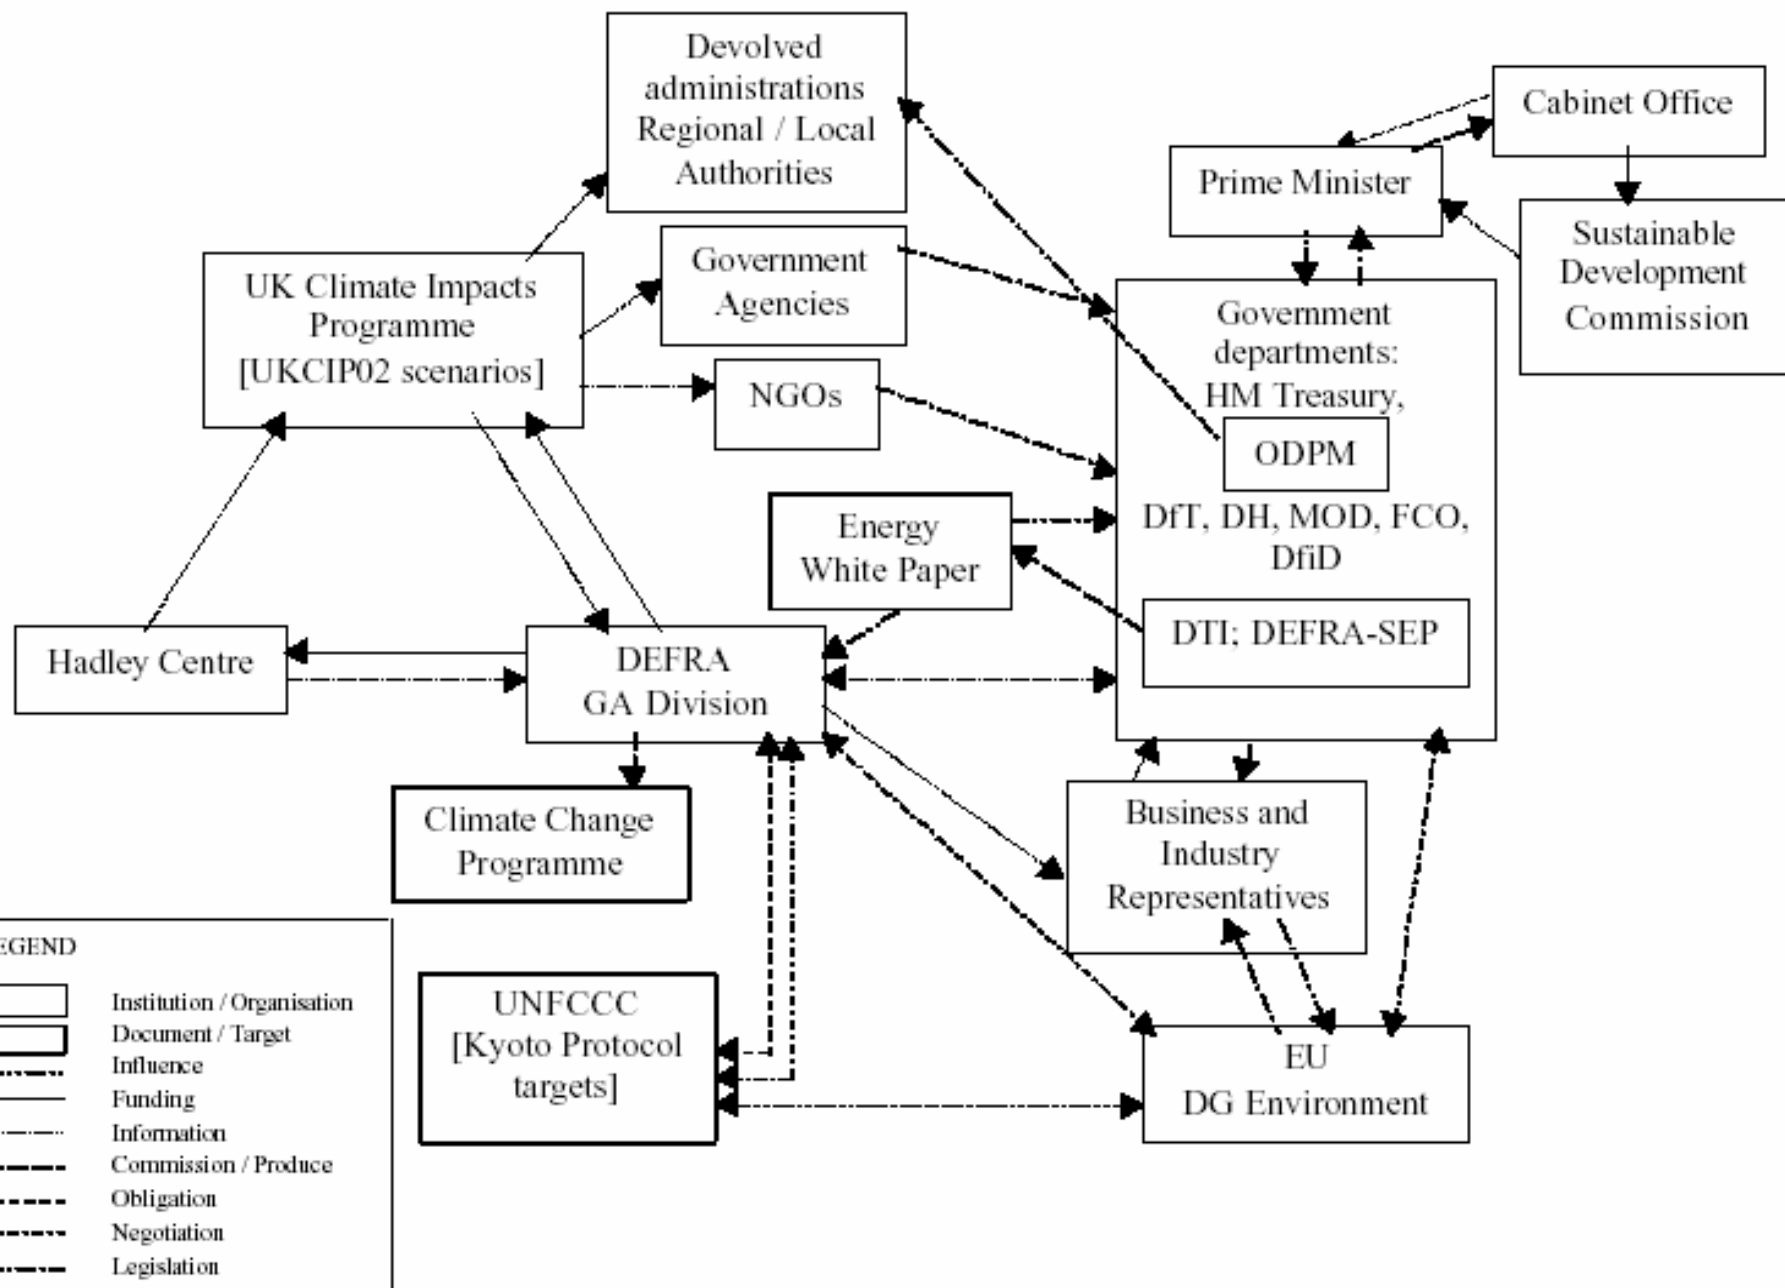 Devolved
administrations
Regional / Local
Authorities
Cabinet Office
Prime Minister
Sustainable
Development
Commission
UK Climate Impacts
Programme
[UKCIP02 scenarios]
Government
Agencies
NGOs
Government
departments:
HM Treasury,
ODPM
DfT, DH, MOD, FCO,
DfiD
DTI; DEFRA-SEP
Energy
White Paper
Hadley Centre
DEFRA
GA Division
Climate Change
Programme
Business and
Industry
Representatives
UNFCCC
[Kyoto Protocol
targets]
EU
DG Environment
EGEND
Institution / Organisation
Document / Target
Influence
Funding
Information
Commission / Produce
Obligation
Negotiation
Legislation